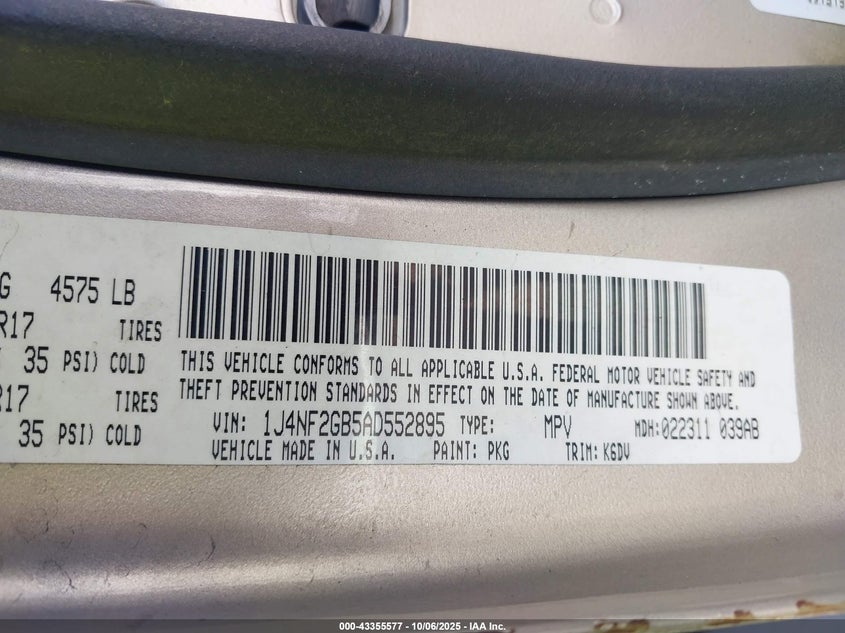 G 4575 LB
R17 TIRES
35 PSI) COLD
R17 TIRES
35 PSI) COLD
THIS VEHICLE CONFORMS TO ALL APPLICABLE U.S.A. FEDERAL MOTOR VEHICLE SAFETY AND
THEFT PREVENTION STANDARDS IN EFFECT ON THE DATE OF MANUFACTURE SHOWN ABOVE.
VIN: 1J4NF2GB5AD552895 TYPE: MPV MDH:022311 039AB
VEHICLE MADE IN U.S.A. PAINT: PKG TRIM: K6DV
000-43355577 - 10/06/2025 - © IAA Inc.